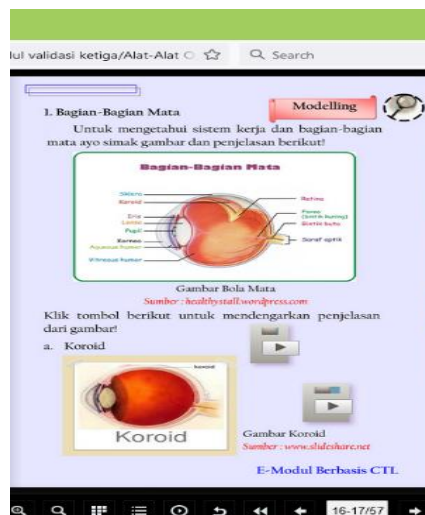 lul validasi ketiga/Alat-Alat O
Search
Modelling
1. Bagian-Bagian Mata
Untuk mengetahui sistem kerja dan bagian-bagian
mata ayo simak gambar dan penjelasan berikut!
Bagian-Bagian Mata
Sklera
Koroid
Iris
Lensa
Pupil
Kornea
Aqueous humor
Vitreous humor
Retina
Fovea
(bintik kuning)
Bintik buta
Saraf optik
Gambar Bola Mata
Sumber : healthystall.wordpress.com
Klik tombol berikut untuk mendengarkan penjelasan
dari gambar!
a. Koroid
koroid
Koroid
Gambar Koroid
Sumber : www.slideshare.net
E-Modul Berbasis CTL
16-17/57